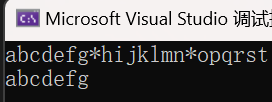 Microsoft Visual Studio 调试
abcdefg*hijklmn*opqrst
abcdefg